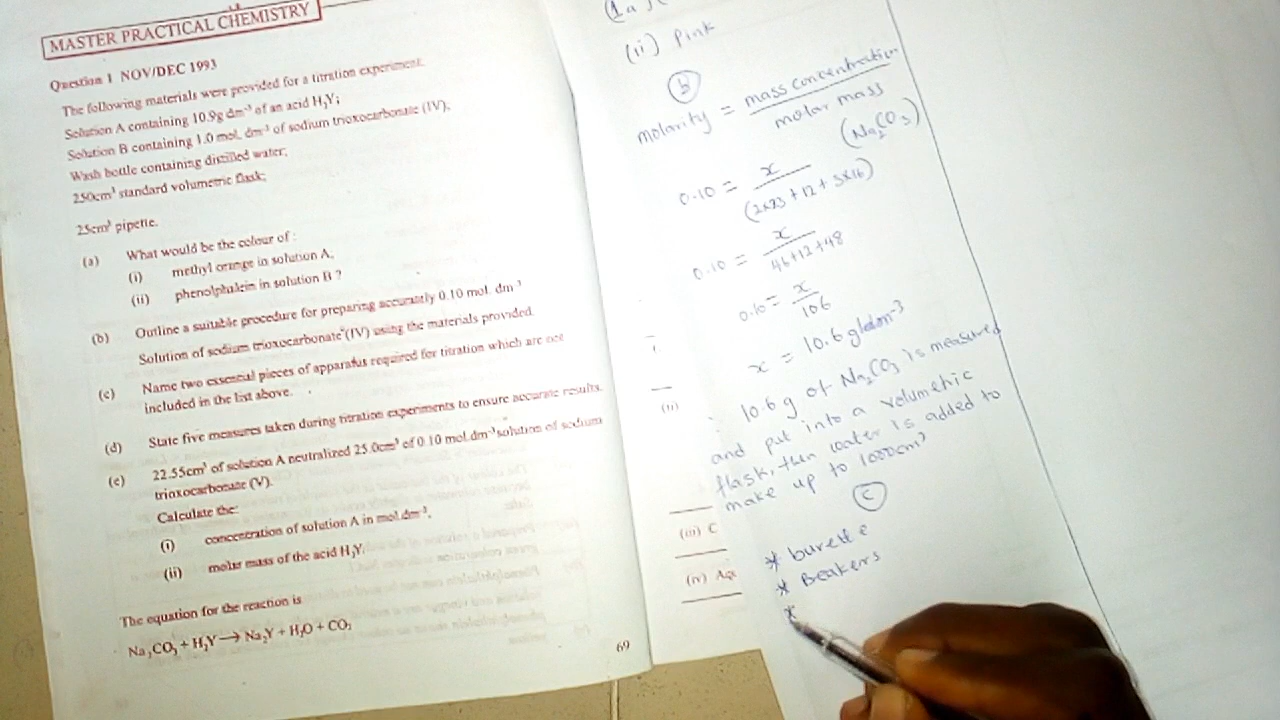 MASTER PRACTICAL CHEMISTRY
Question 1 NOV/DEC 1993
The following materials were provided for a titration experiment.
Solution A containing 10.9g dm⁻³ of an acid H₂Y;
Solution B containing 1.0 mol. dm⁻³ of sodium trioxocarbonate (IV);
Wash bottle containing distilled water;
250cm³ standard volumetric flask;
25cm³ pipette.
(a) What would be the colour of :
(i) methyl orange in solution A;
(ii) phenolphalein in solution B ?
(b) Outline a suitable procedure for preparing accurately 0.10 mol. dm⁻³
Solution of sodium trioxocarbonate (IV) using the materials provided.
(c) Name two essential pieces of apparatus required for titration which are not
included in the list above.
(d) State five measures taken during titration experiments to ensure accurate results.
(e) 22.55cm³ of solution A neutralized 25.0cm³ of 0.10 mol.dm⁻³ solution of sodium
trioxocarbonate (V).
Calculate the:
(i) concentration of solution A in mol.dm⁻³,
(ii) molar mass of the acid H₂Y.
The equation for the reaction is
Na₂CO₃ + H₂Y → Na₂Y + H₂O + CO₂
69
(ii)
(iii) C
(iv)
(ii) Pink
(b)
molarity = mass concentration
molar mass
(Na₂CO₃)
0.10 = x
(2x23 + 12 + 3x16)
0.10 = x
46+12+48
0.10 = x
106
x = 10.6 g/dm⁻³
10.6 g of Na₂CO₃ is measured
and put into a volumetric
flask, then water is added to
make up to 1000cm³
(c)
* burette
* Beakers
*